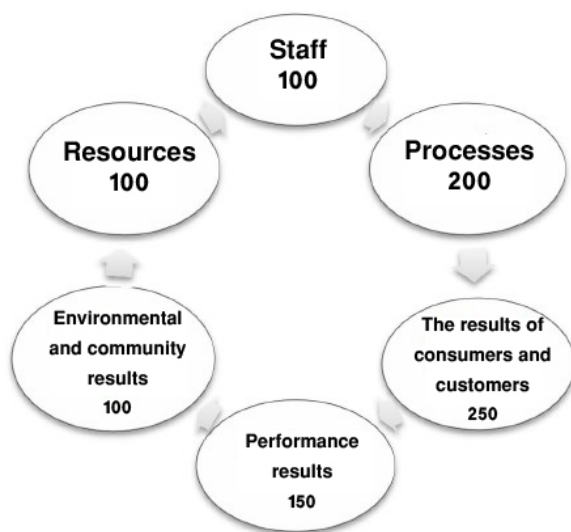 Staff
100
Resources
100
Processes
200
Environmental
and community
results
100
The results of
consumers and
customers
250
Performance
results
150